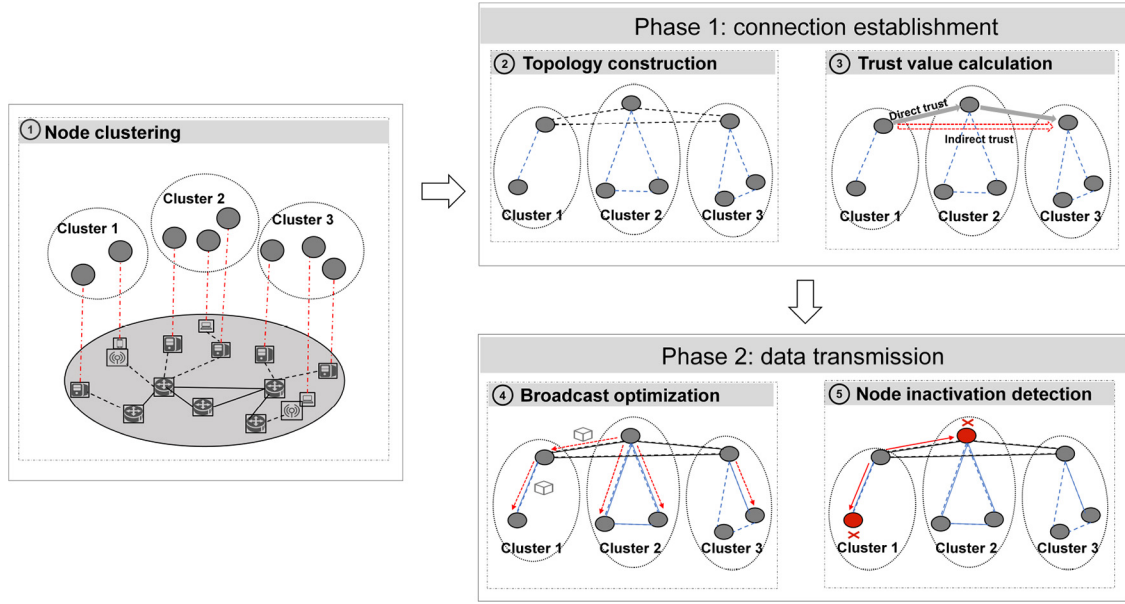 ① Node clustering
Cluster 1
Cluster 2
Cluster 3
Phase 1: connection establishment
② Topology construction
Cluster 1
Cluster 2
Cluster 3
③ Trust value calculation
Direct trust
Indirect trust
Cluster 1
Cluster 2
Cluster 3
Phase 2: data transmission
④ Broadcast optimization
Cluster 1
Cluster 2
Cluster 3
⑤ Node inactivation detection
Cluster 1
Cluster 2
Cluster 3